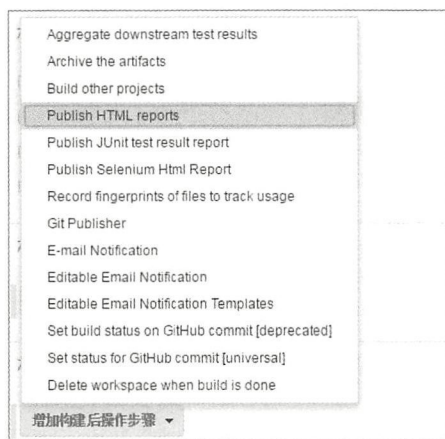 Aggregate downstream test results
Archive the artifacts
Build other projects
Publish HTML reports
Publish JUnit test result report
Publish Selenium Html Report
Record fingerprints of files to track usage
Git Publisher
E-mail Notification
Editable Email Notification
Editable Email Notification Templates
Set build status on GitHub commit [deprecated]
Set status for GitHub commit [universal]
Delete workspace when build is done
增加构建后操作步骤